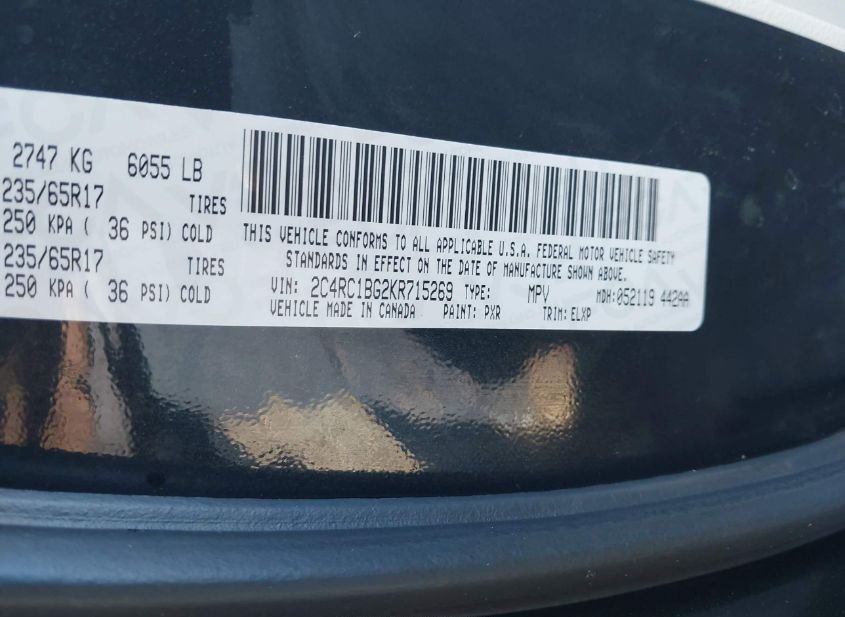 2747 KG 6055 LB
235/65R17 TIRES
250 KPA ( 36 PSI) COLD
235/65R17 TIRES
250 KPA ( 36 PSI) COLD
THIS VEHICLE CONFORMS TO ALL APPLICABLE U.S.A. FEDERAL MOTOR VEHICLE SAFETY
STANDARDS IN EFFECT ON THE DATE OF MANUFACTURE SHOWN ABOVE.
VIN: 2C4RC1BG2KR715269 TYPE: MPV MDH:052119 442AA
VEHICLE MADE IN CANADA PAINT: PXR TRIM: ELXP